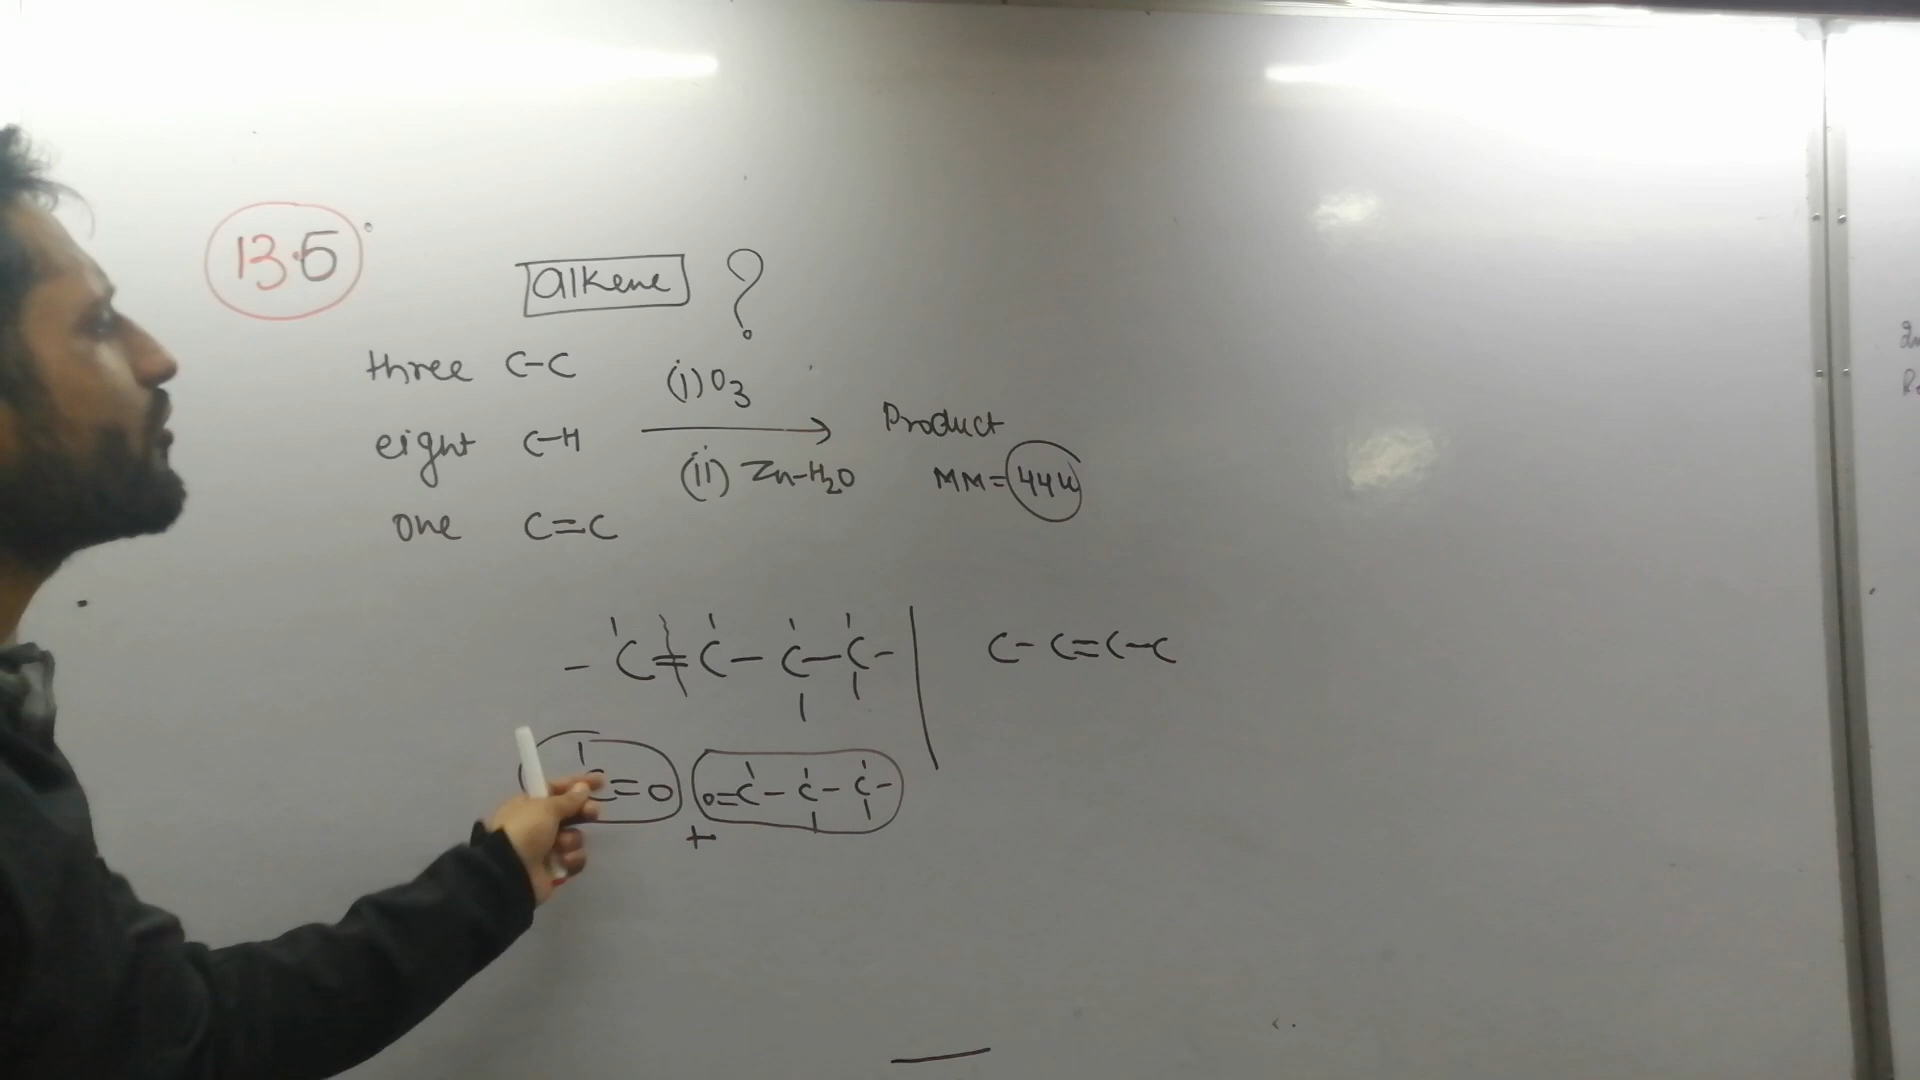 13.5
alkene ?
three C-C
(i) O3
eight C-H
Product
(ii) Zn-H2O
MM = 44u
one C=C
- C = C - C - C -
C - C = C - C
C = O
+
O = C - C - C -